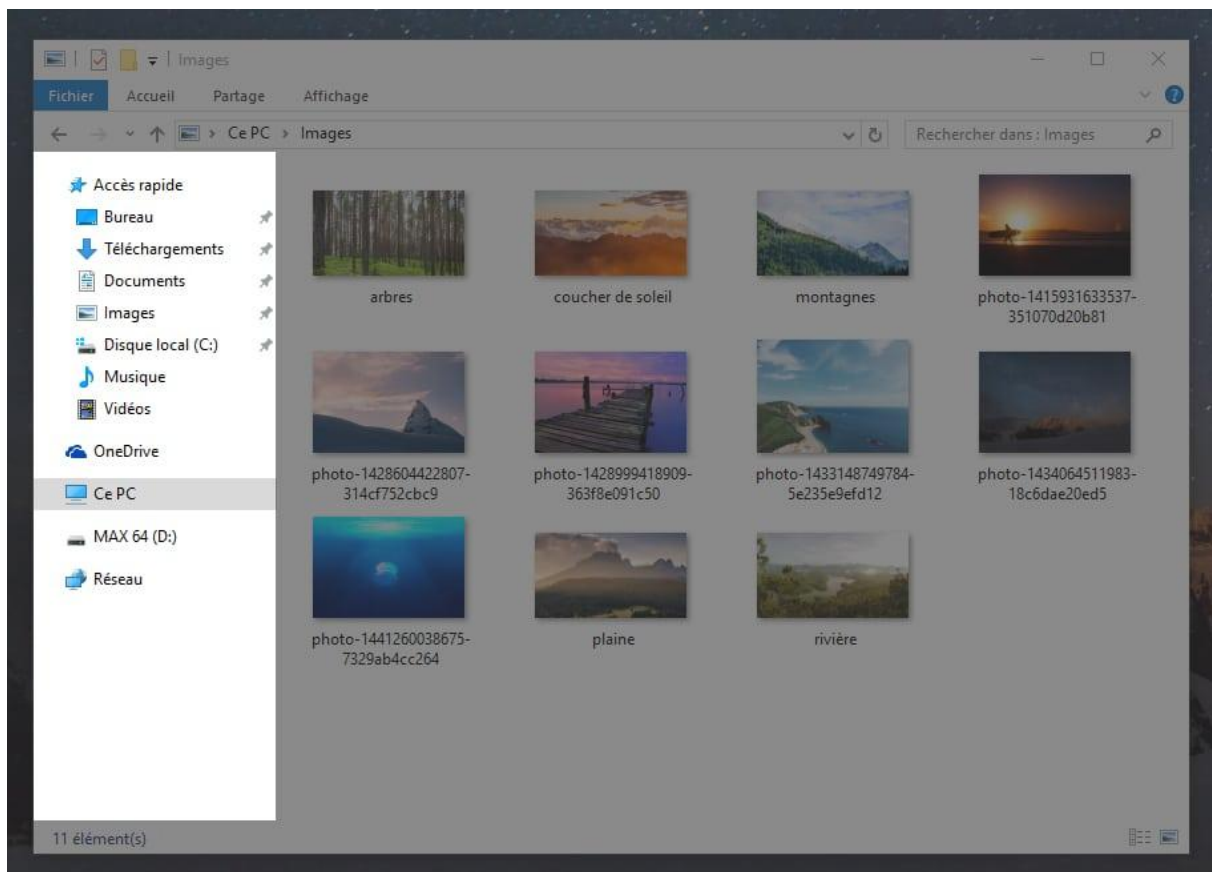 Images
Fichier Accueil Partage Affichage
Ce PC Images
Rechercher dans : Images
Accès rapide
Bureau
Téléchargements
Documents
Images
Disque local (C:)
Musique
Vidéos
OneDrive
Ce PC
MAX 64 (D:)
Réseau
arbres
coucher de soleil
montagnes
photo-1415931633537-
351070d20b81
photo-1428604422807-
314cf752cbc9
photo-1428999418909-
363f8e091c50
photo-1433148749784-
5e235e9efd12
photo-1434064511983-
18c6dae20ed5
photo-1441260038675-
7329ab4cc264
plaine
rivière
11 élément(s)